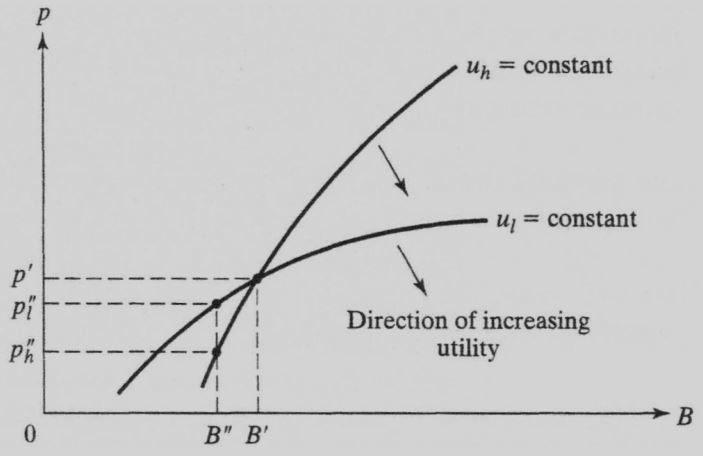 p
u_h = constant
u_l = constant
p'
p_l''
p_h''
Direction of increasing
utility
0
B''
B'
B